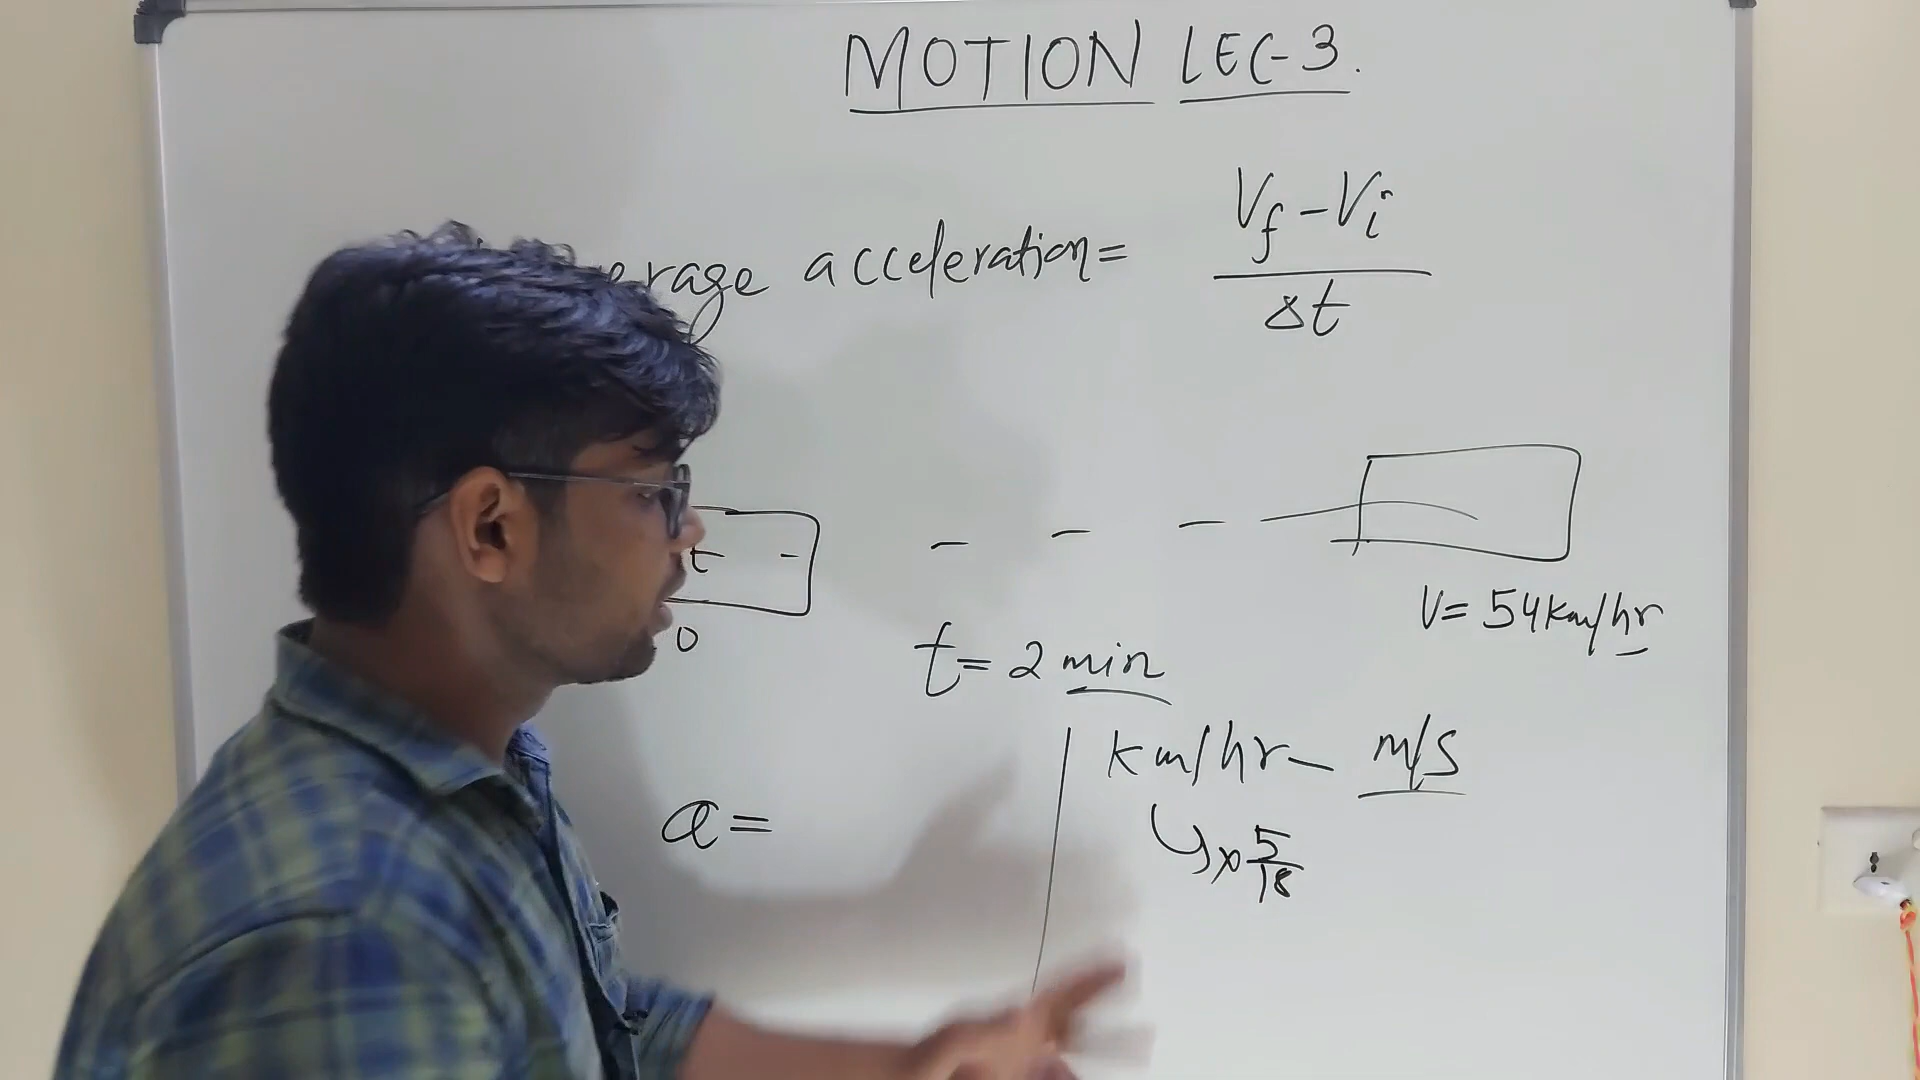 MOTION LEC-3.
acceleration =
Vf - Vi
Δt
V= 54km/hr
0
t= 2 min
km/hr — m/s
a=
× 5/18